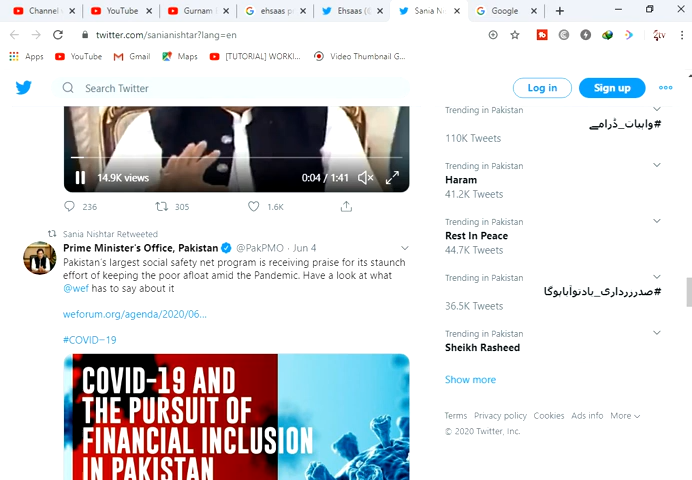 Channel
YouTube
Gurnam
ehsaas p
Ehsaas (
Sania N
Google
twitter.com/sanianishtar?lang=en
Apps
YouTube
Gmail
Maps
[TUTORIAL] WORKI...
Video Thumbnail G...
Search Twitter
Log in
Sign up
14.9K views
0:04 / 1:41
236
305
1.6K
Sania Nishtar Retweeted
Prime Minister's Office, Pakistan @PakPMO · Jun 4
Pakistan's largest social safety net program is receiving praise for its staunch
effort of keeping the poor afloat amid the Pandemic. Have a look at what
@wef has to say about it
weforum.org/agenda/2020/06...
#COVID-19
COVID-19 AND
THE PURSUIT OF
FINANCIAL INCLUSION
IN PAKISTAN
Trending in Pakistan
110K Tweets
Trending in Pakistan
Haram
41.2K Tweets
Trending in Pakistan
Rest In Peace
44.7K Tweets
Trending in Pakistan
36.5K Tweets
Trending in Pakistan
Sheikh Rasheed
Show more
Terms Privacy policy Cookies Ads info More
© 2020 Twitter, Inc.